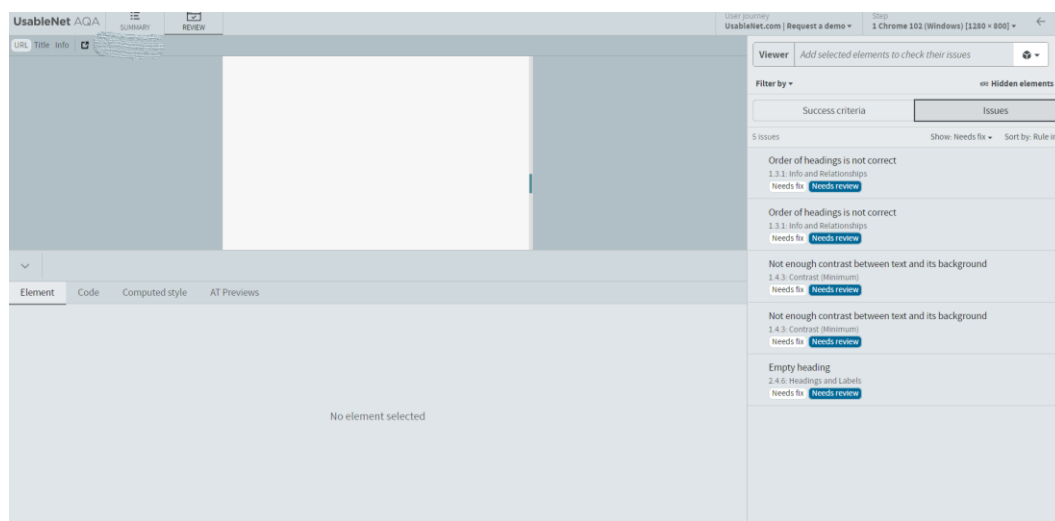 UsableNet AQA
SUMMARY
REVIEW
User journey
UsableNet.com | Request a demo
Step
1 Chrome 102 (Windows) [1280 × 800]
URL Title Info
Viewer
Add selected elements to check their issues
Filter by
Hidden elements
Success criteria
Issues
5 issues
Show: Needs fix
Sort by: Rule i
Order of headings is not correct
1.3.1: Info and Relationships
Needs fix Needs review
Order of headings is not correct
1.3.1: Info and Relationships
Needs fix Needs review
Not enough contrast between text and its background
1.4.3: Contrast (Minimum)
Needs fix Needs review
Not enough contrast between text and its background
1.4.3: Contrast (Minimum)
Needs fix Needs review
Empty heading
2.4.6: Headings and Labels
Needs fix Needs review
Element Code Computed style AT Previews
No element selected